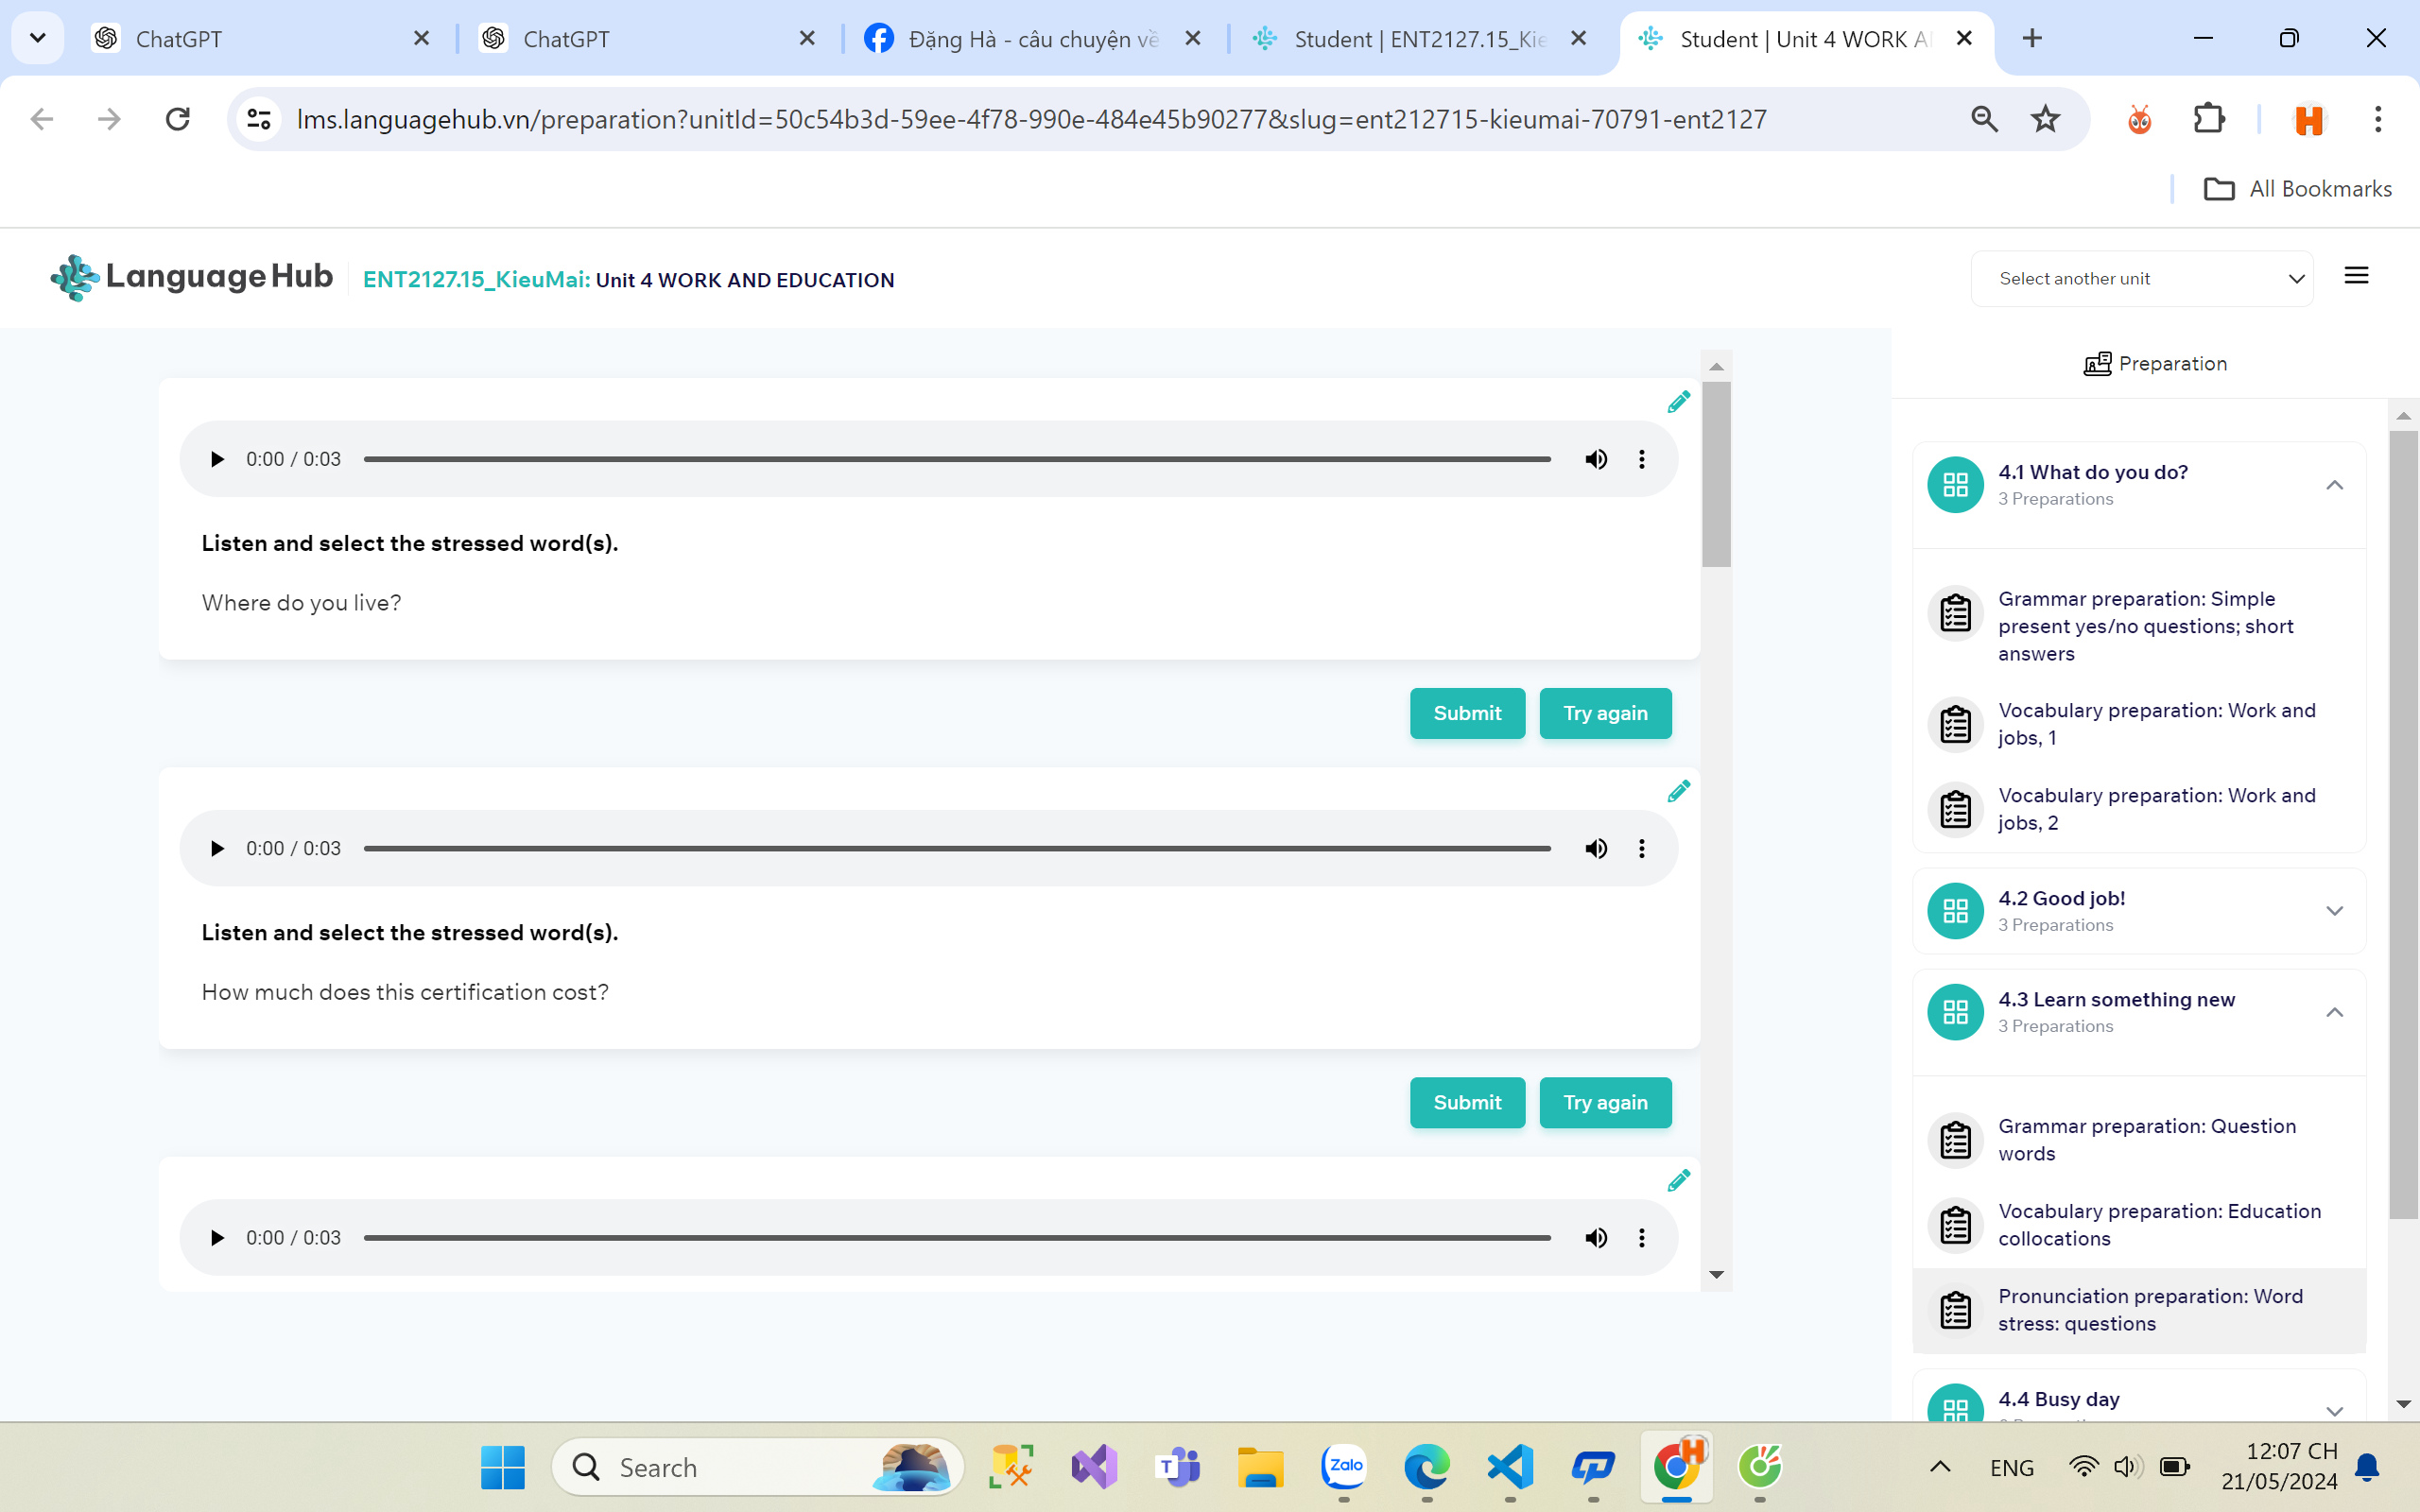 ChatGPT
ChatGPT
Đặng Hà - câu chuyện về
Student | ENT2127.15_Kie
Student | Unit 4 WORK A
lms.languagehub.vn/preparation?unitId=50c54b3d-59ee-4f78-990e-484e45b90277&slug=ent212715-kieumai-70791-ent2127
H
All Bookmarks
Language Hub
ENT2127.15_KieuMai: Unit 4 WORK AND EDUCATION
Select another unit
0:00 / 0:03
Listen and select the stressed word(s).
Where do you live?
Submit
Try again
0:00 / 0:03
Listen and select the stressed word(s).
How much does this certification cost?
Submit
Try again
0:00 / 0:03
Preparation
4.1 What do you do?
3 Preparations
Grammar preparation: Simple
present yes/no questions; short
answers
Vocabulary preparation: Work and
jobs, 1
Vocabulary preparation: Work and
jobs, 2
4.2 Good job!
3 Preparations
4.3 Learn something new
3 Preparations
Grammar preparation: Question
words
Vocabulary preparation: Education
collocations
Pronunciation preparation: Word
stress: questions
4.4 Busy day
Search
T
Zalo
H
ENG
12:07 CH
21/05/2024